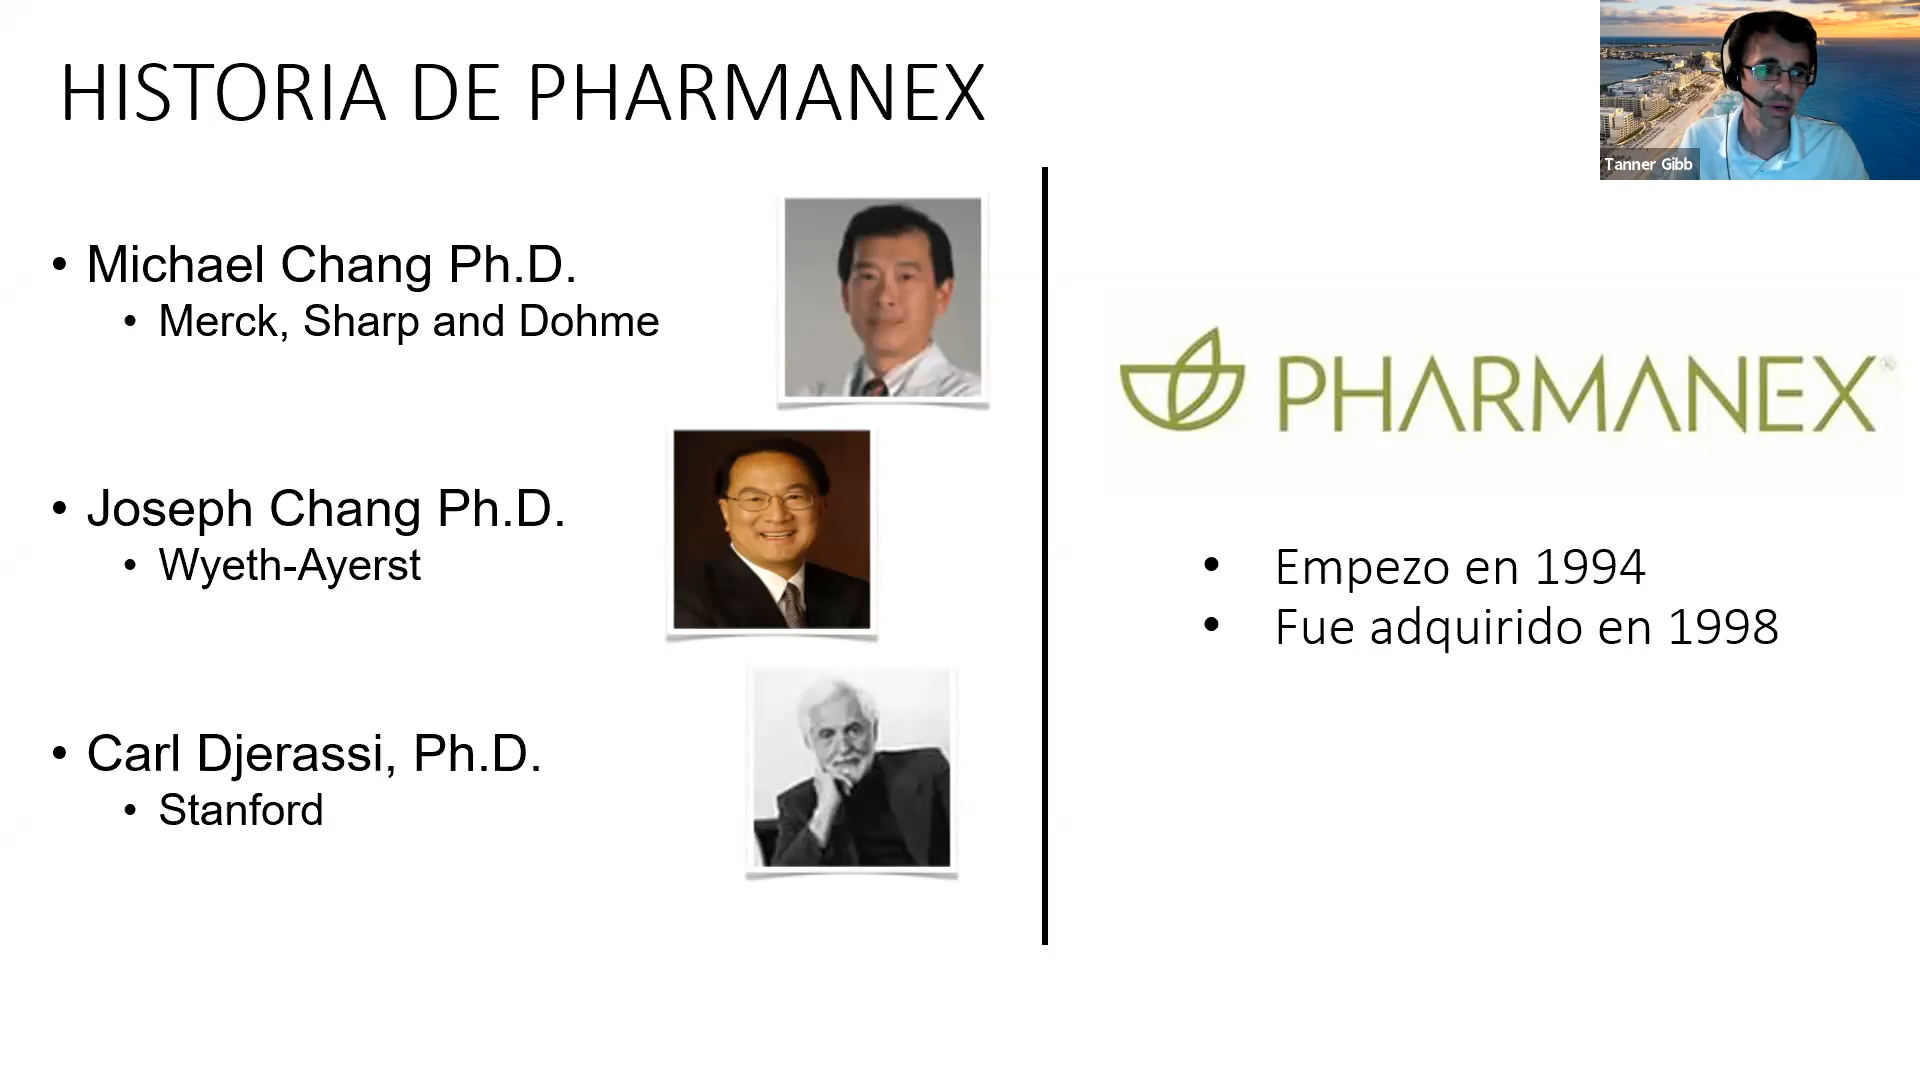 HISTORIA DE PHARMANEX
Tanner Gibb
• Michael Chang Ph.D.
• Merck, Sharp and Dohme
• Joseph Chang Ph.D.
• Wyeth-Ayerst
• Carl Djerassi, Ph.D.
• Stanford
PHARMANEX®
• Empezo en 1994
• Fue adquirido en 1998